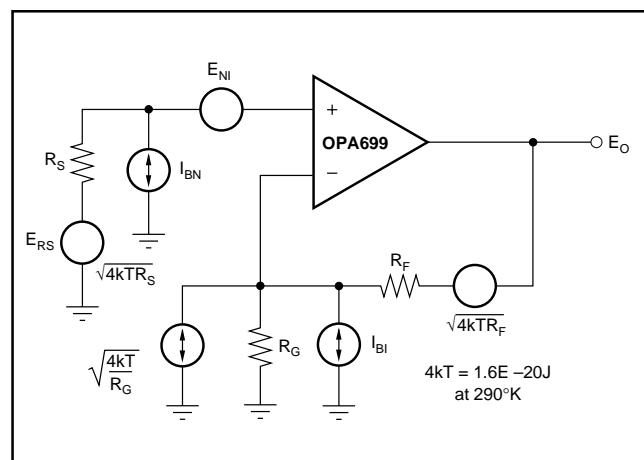 E_NI
+
OPA699
−
E_O
R_S
I_BN
E_RS
√4kTR_S
R_F
√4kTR_F
√4kT/R_G
R_G
I_BI
4kT = 1.6E −20J
at 290°K